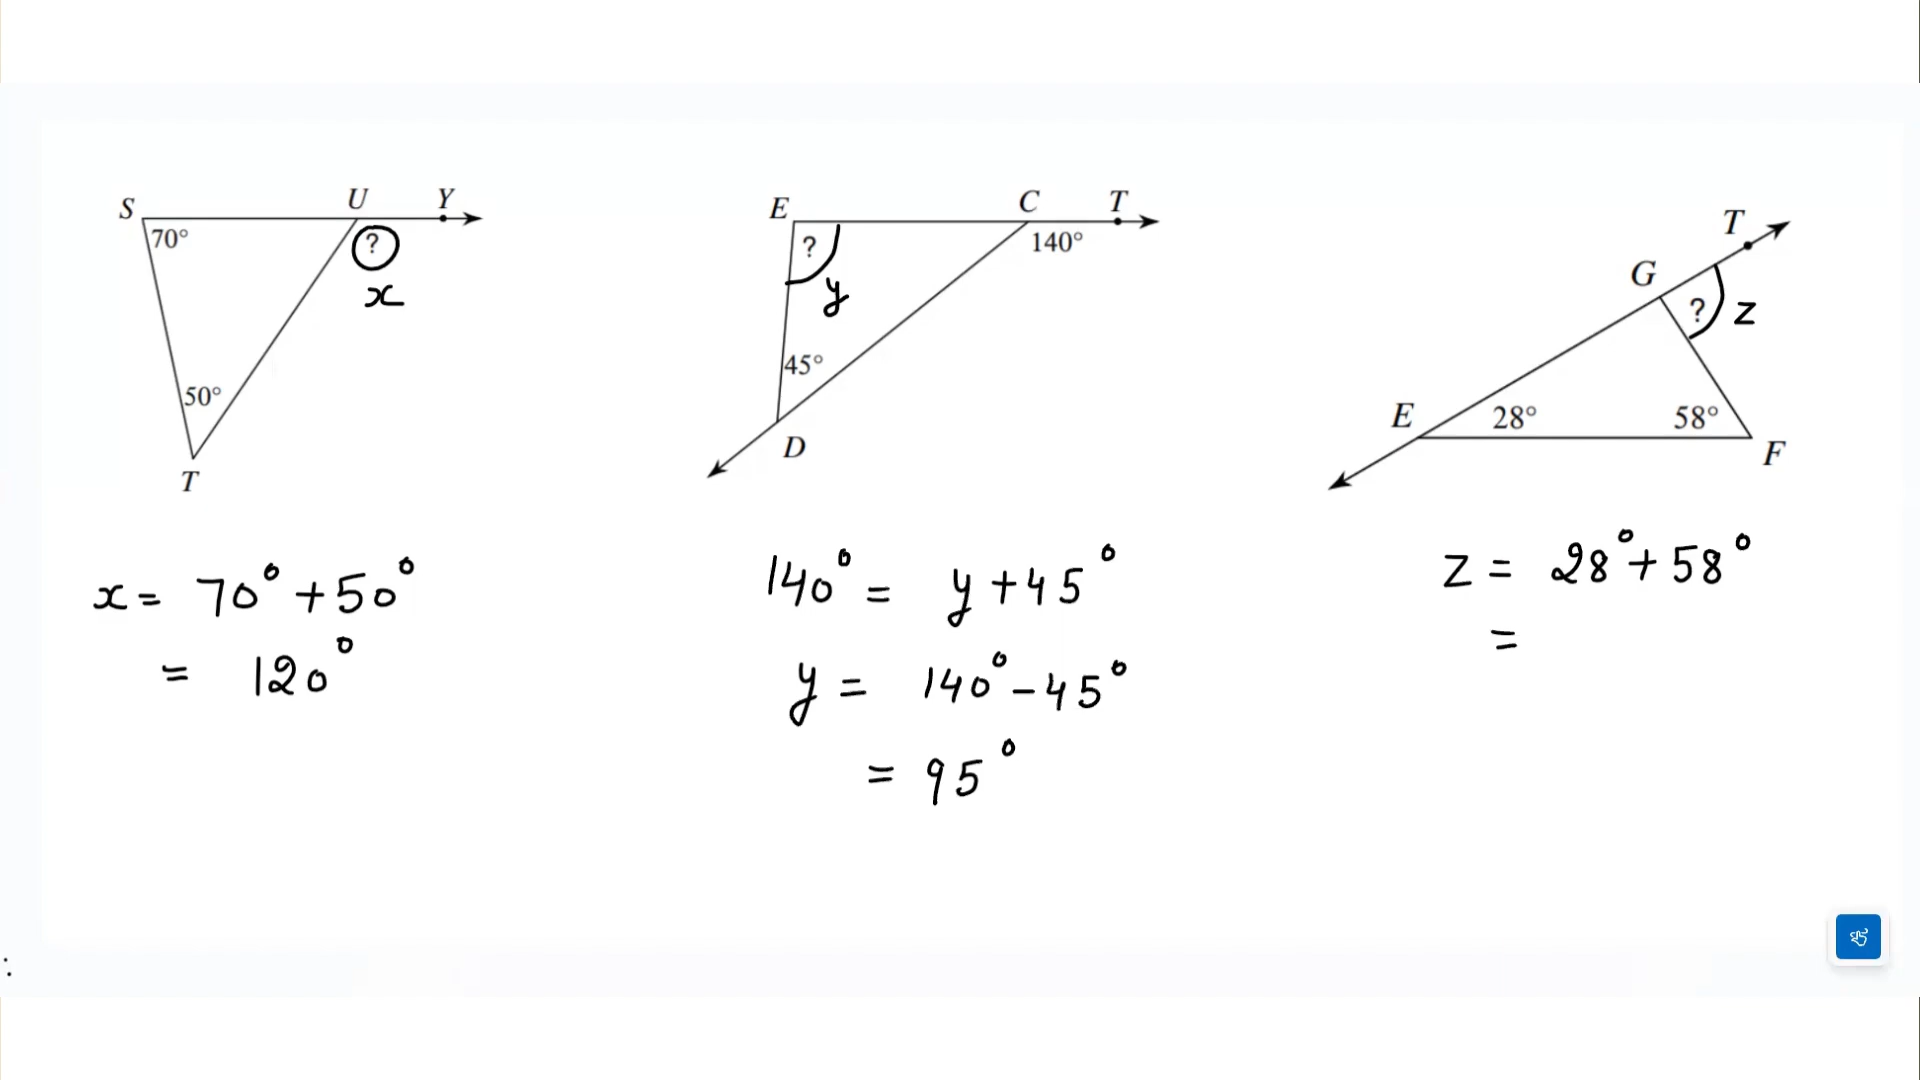 S U Y
70°
?
x
50°
T
E C T
? 140°
y
45°
D
T
G
? z
E 28° 58°
F
x = 70° + 50°
= 120°
140° = y + 45°
y = 140° - 45°
= 95°
z = 28° + 58°
=